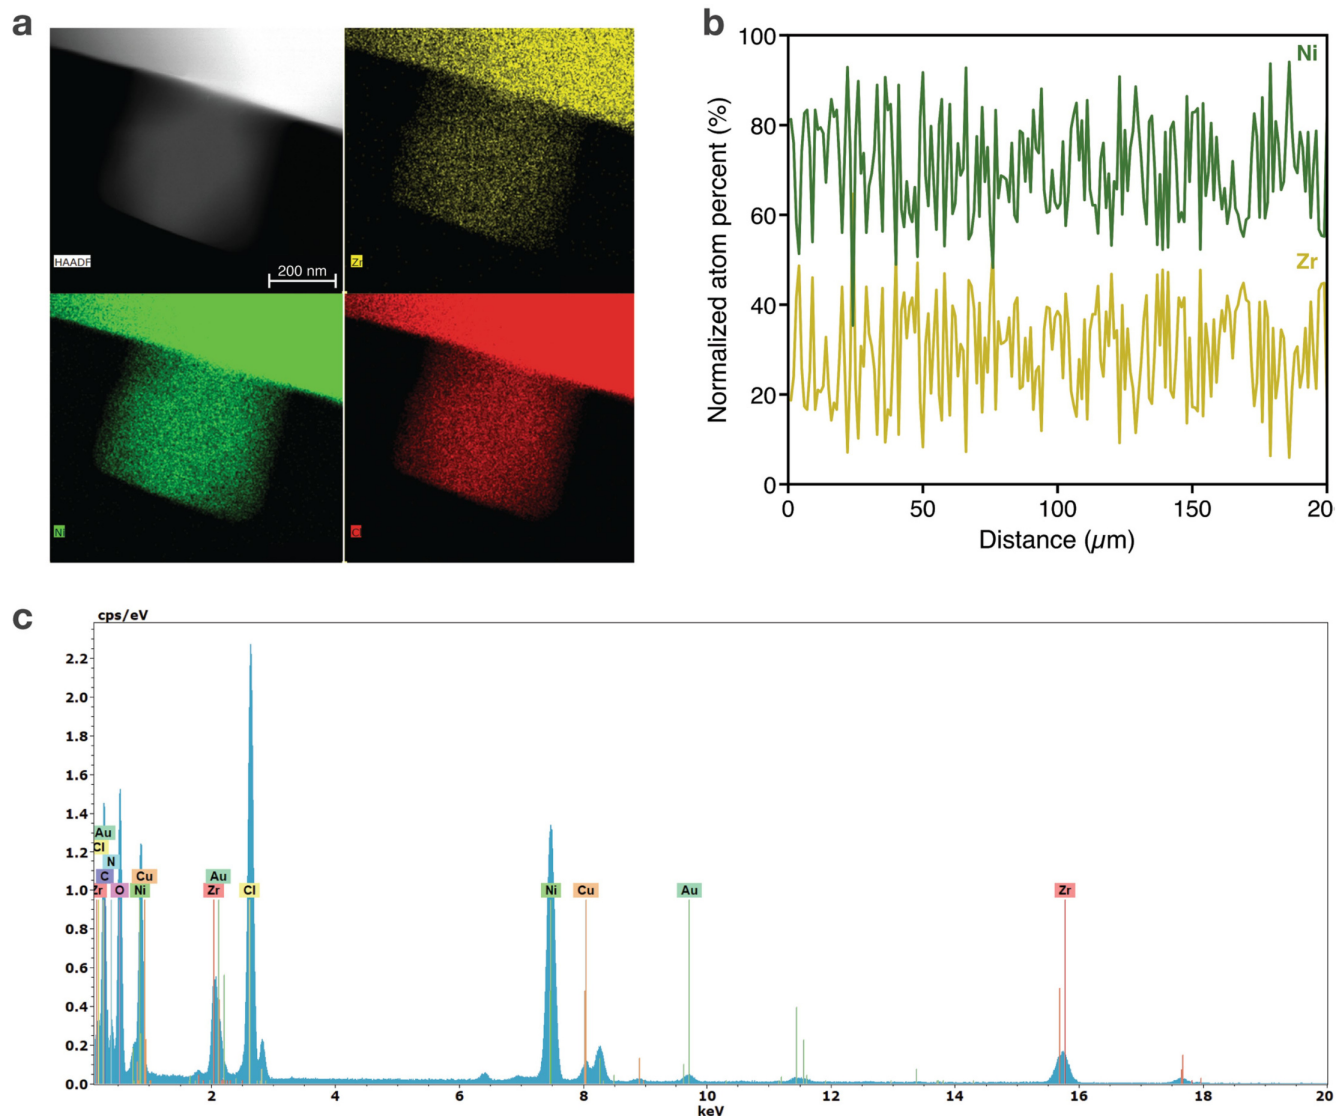 a
HAADF
200 nm
Zr
Ni
Cl
b
100
80
60
40
20
0
Normalized atom percent (%)
Ni
Zr
0 50 100 150 20
Distance (µm)
c
cps/eV
2.2
2.0
1.8
1.6
1.4
1.2
1.0
0.8
0.6
0.4
0.2
0.0
Au
Cl
N
C Cu Au
Zr O Ni Zr Cl Ni Cu Au Zr
2 4 6 8 10 12 14 16 18 20
keV